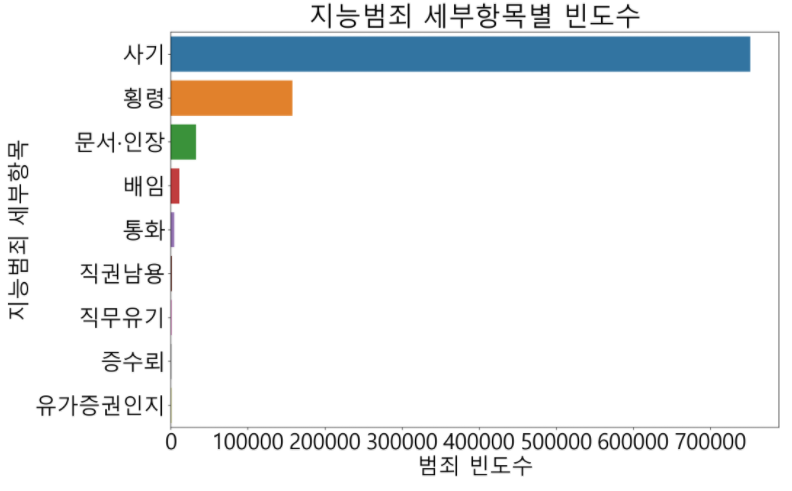 지능범죄 세부항목별 빈도수
지능범죄 세부항목
사기
횡령
문서·인장
배임
통화
직권남용
직무유기
증수뢰
유가증권인지
0 100000 200000 300000 400000 500000 600000 700000
범죄 빈도수